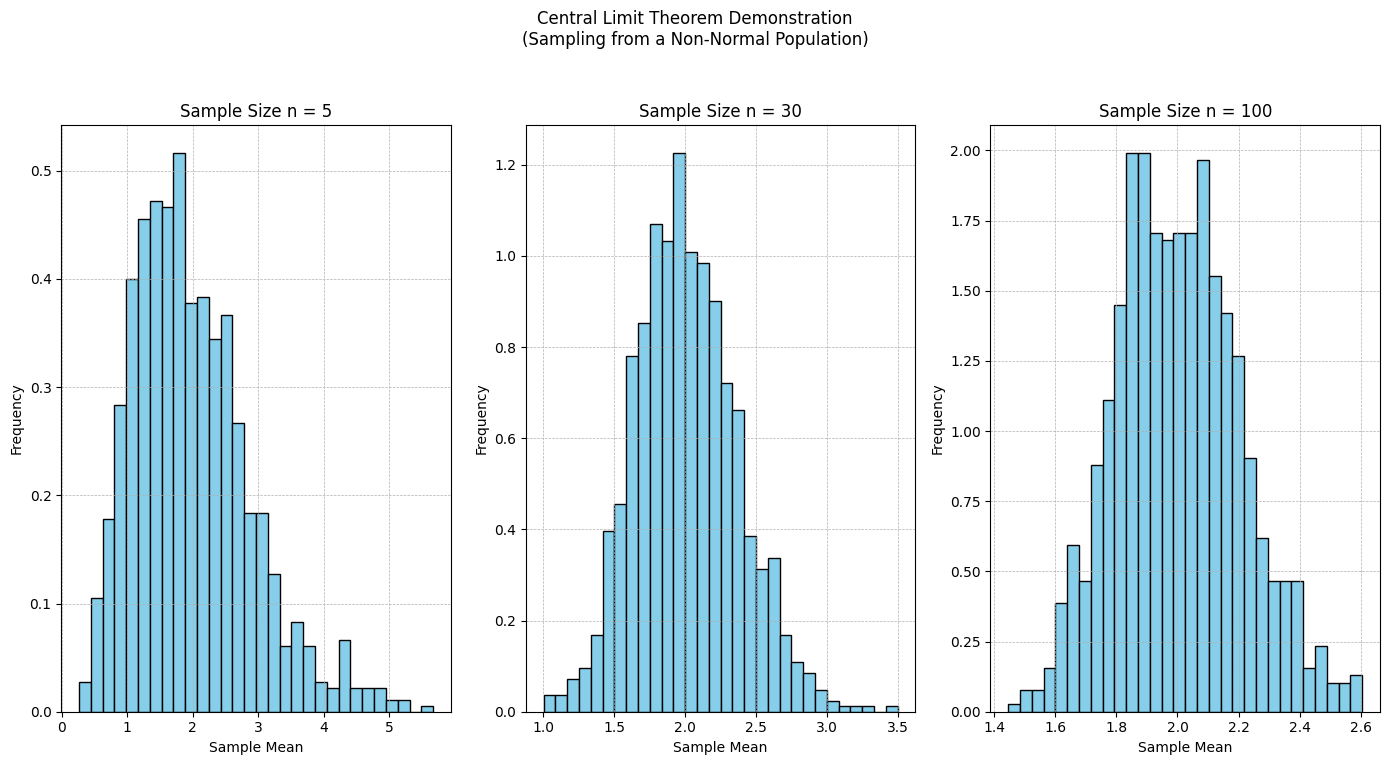 Central Limit Theorem Demonstration
(Sampling from a Non-Normal Population)
Sample Size n = 5
Frequency
0.5
0.4
0.3
0.2
0.1
0.0
0 1 2 3 4 5
Sample Mean
Sample Size n = 30
Frequency
1.2
1.0
0.8
0.6
0.4
0.2
0.0
1.0 1.5 2.0 2.5 3.0 3.5
Sample Mean
Sample Size n = 100
Frequency
2.00
1.75
1.50
1.25
1.00
0.75
0.50
0.25
0.00
1.4 1.6 1.8 2.0 2.2 2.4 2.6
Sample Mean